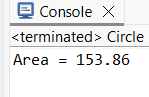 Console
<terminated> Circle
Area = 153.86